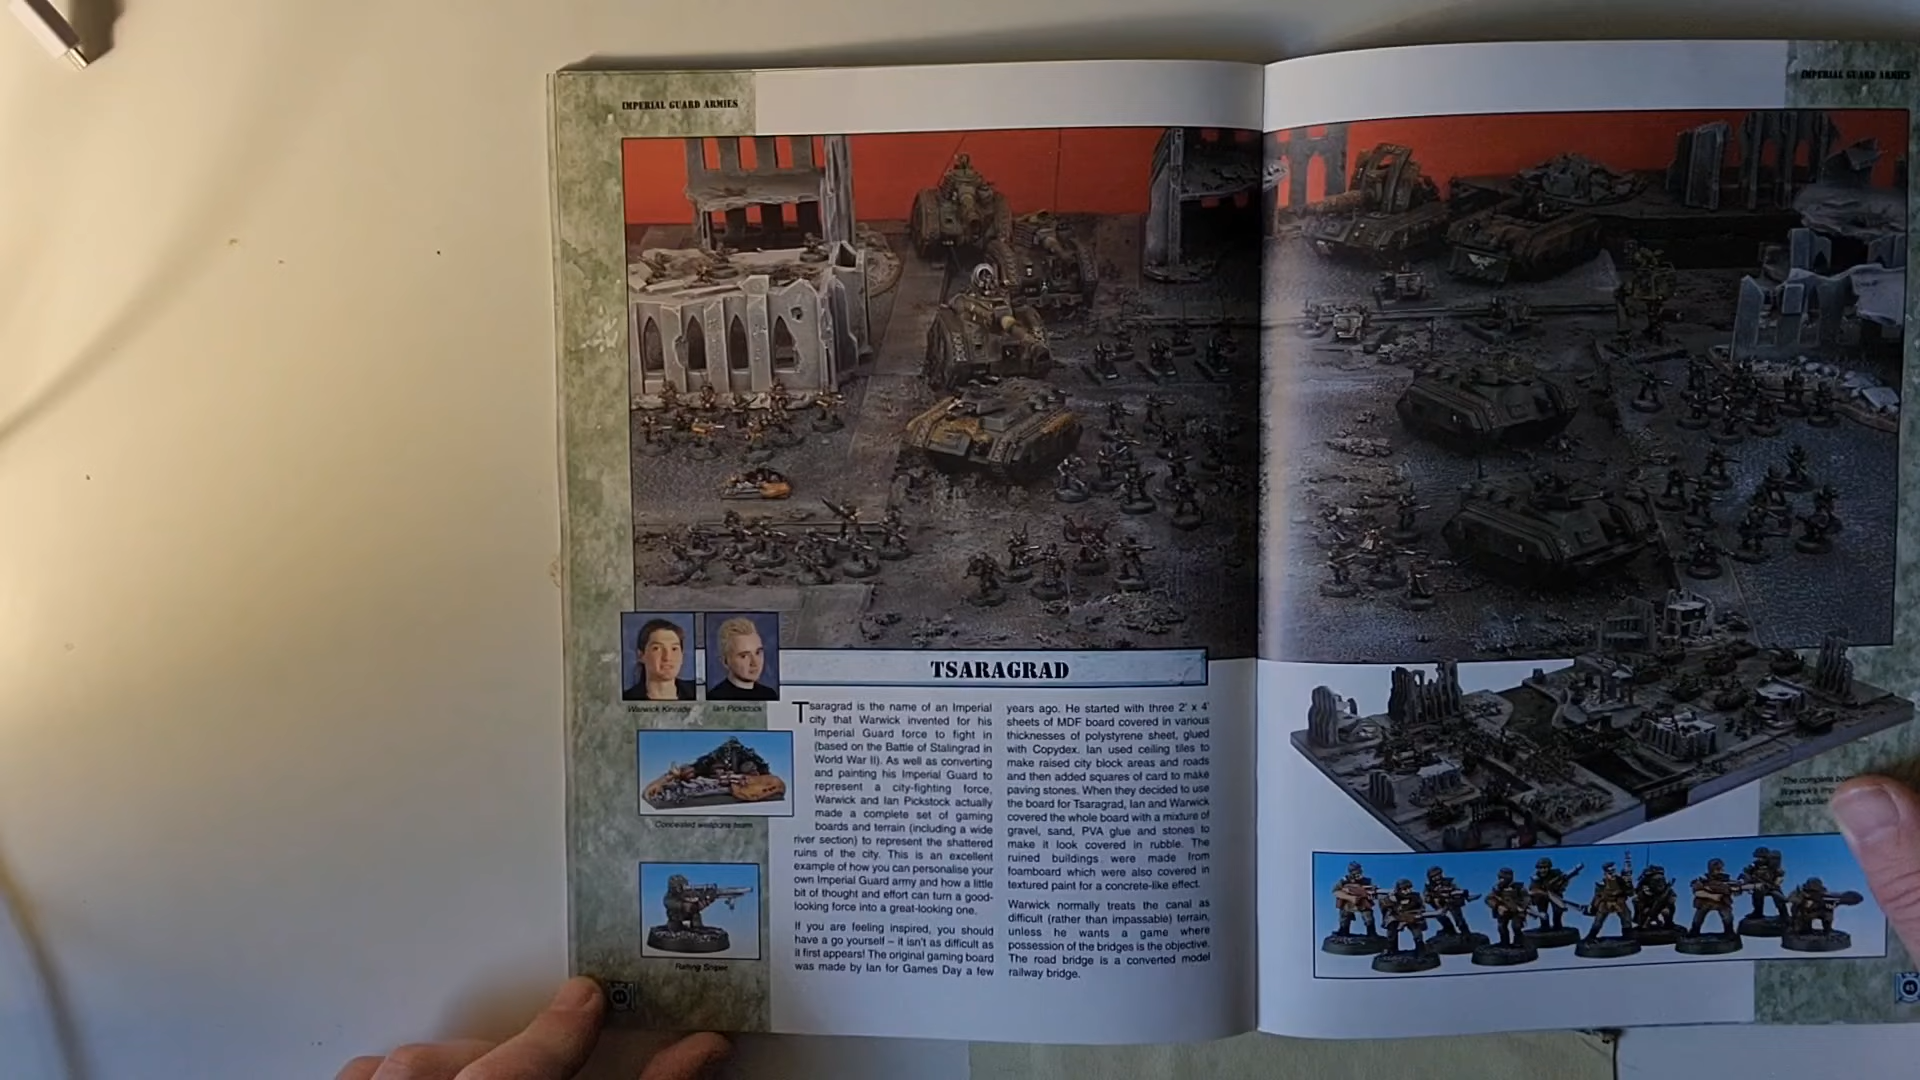 IMPERIAL GUARD ARMIES
IMPERIAL GUARD ARMIES
Warwick Kinrade
Ian Pickstock
TSARAGRAD
Tsaragrad is the name of an Imperial
city that Warwick invented for his
Imperial Guard force to fight in
(based on the Battle of Stalingrad in
World War II). As well as converting
and painting his Imperial Guard to
represent a city-fighting force,
Warwick and Ian Pickstock actually
made a complete set of gaming
boards and terrain (including a wide
river section) to represent the shattered
ruins of the city. This is an excellent
example of how you can personalise your
own Imperial Guard army and how a little
bit of thought and effort can turn a good-
looking force into a great-looking one.
If you are feeling inspired, you should
have a go yourself – it isn't as difficult as
it first appears! The original gaming board
was made by Ian for Games Day a few
years ago. He started with three 2' x 4'
sheets of MDF board covered in various
thicknesses of polystyrene sheet, glued
with Copydex. Ian used ceiling tiles to
make raised city block areas and roads
and then added squares of card to make
paving stones. When they decided to use
the board for Tsaragrad, Ian and Warwick
covered the whole board with a mixture of
gravel, sand, PVA glue and stones to
make it look covered in rubble. The
ruined buildings were made from
foamboard which were also covered in
textured paint for a concrete-like effect.
Warwick normally treats the canal as
difficult (rather than impassable) terrain,
unless he wants a game where
possession of the bridges is the objective.
The road bridge is a converted model
railway bridge.
Concealed weapons team
Ratling Sniper
44
The complete
Warwick's
against
45